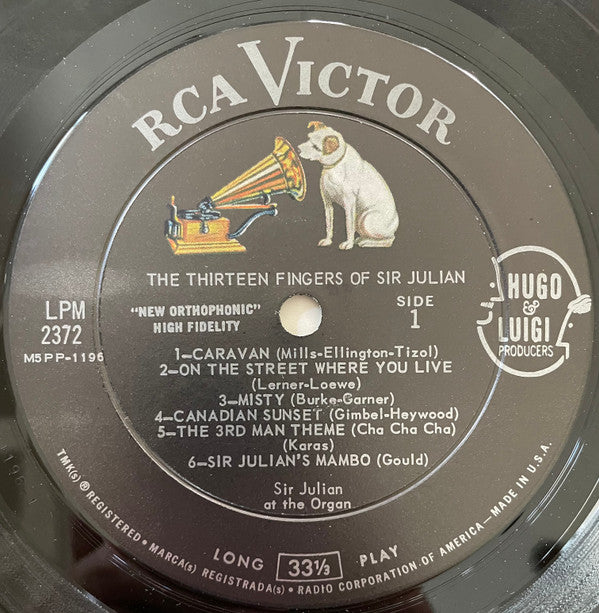 RCA VICTOR
THE THIRTEEN FINGERS OF SIR JULIAN
LPM
2372
M5PP-1196
"NEW ORTHOPHONIC"
HIGH FIDELITY
SIDE
1
HUGO
&
LUIGI
PRODUCERS
1—CARAVAN (Mills-Ellington-Tizol)
2—ON THE STREET WHERE YOU LIVE
(Lerner-Loewe)
3—MISTY (Burke-Garner)
4—CANADIAN SUNSET (Gimbel-Heywood)
5—THE 3RD MAN THEME (Cha Cha Cha)
(Karas)
6—SIR JULIAN'S MAMBO (Gould)
Sir Julian
at the Organ
LONG 33⅓ PLAY
TMK(s) ® REGISTERED • MARCA(s) REGISTRADA(s) • RADIO CORPORATION OF AMERICA—MADE IN U.S.A.